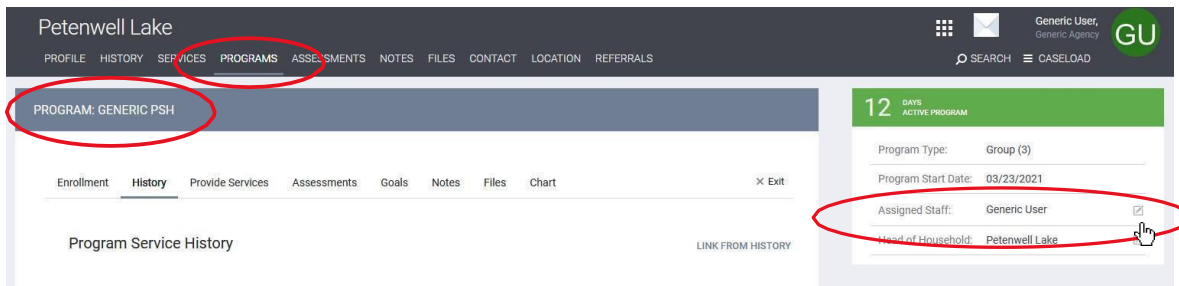 Petenwell Lake
Generic User,
Generic Agency
GU
PROFILE HISTORY SERVICES PROGRAMS ASSESSMENTS NOTES FILES CONTACT LOCATION REFERRALS
SEARCH CASELOAD
PROGRAM: GENERIC PSH
Enrollment History Provide Services Assessments Goals Notes Files Chart × Exit
Program Service History
LINK FROM HISTORY
12 DAYS
ACTIVE PROGRAM
Program Type: Group (3)
Program Start Date: 03/23/2021
Assigned Staff: Generic User
Head of Household: Petenwell Lake